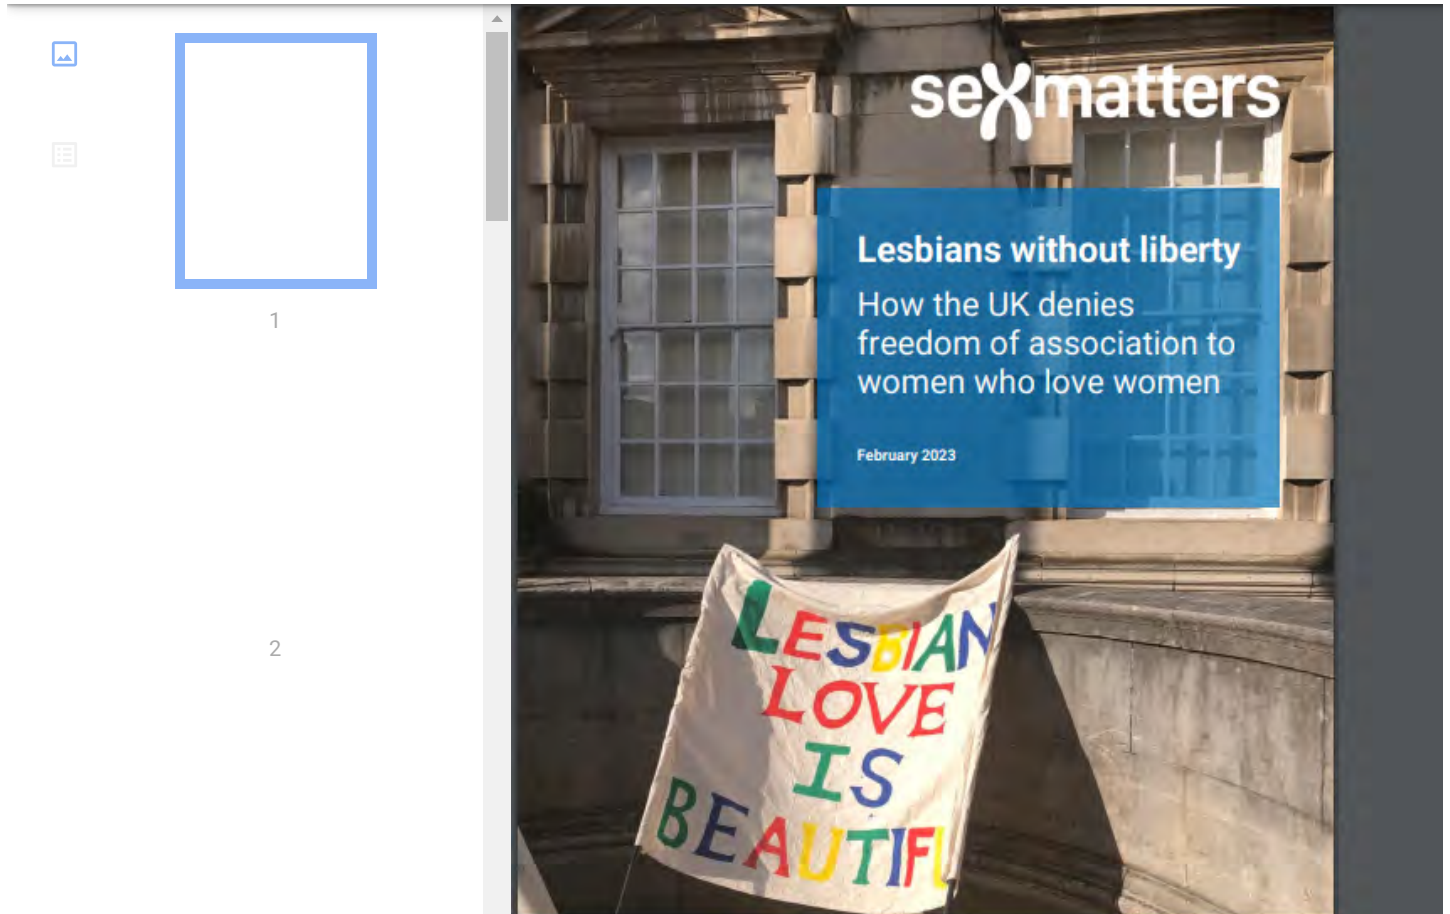 1
2
sexmatters
Lesbians without liberty
How the UK denies
freedom of association to
women who love women
February 2023
LESBIAN
LOVE
IS
BEAUTIFU